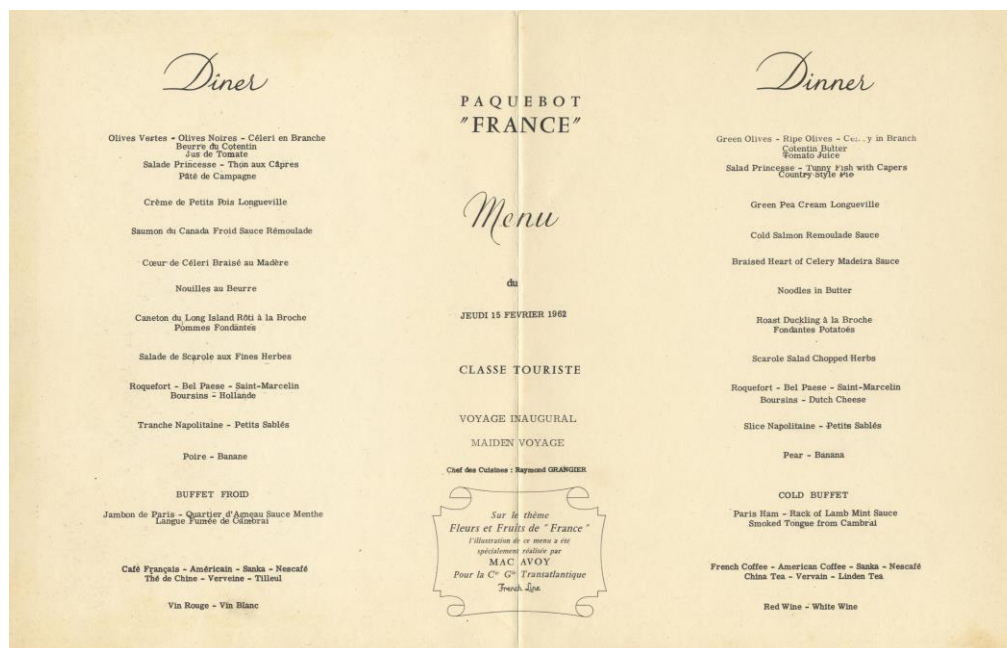 Dîner
Olives Vertes - Olives Noires - Céleri en Branche
Beurre du Cotentin
Jus de Tomate
Salade Princesse - Thon aux Câpres
Pâté de Campagne
Crème de Petits Pois Longueville
Saumon du Canada Froid Sauce Rémoulade
Cœur de Céleri Braisé au Madère
Nouilles au Beurre
Caneton du Long Island Rôti à la Broche
Pommes Fondantes
Salade de Scarole aux Fines Herbes
Roquefort - Bel Paese - Saint-Marcelin
Boursins - Hollande
Tranche Napolitaine - Petits Sablés
Poire - Banane
BUFFET FROID
Jambon de Paris - Quartier d'Agneau Sauce Menthe
Langue Fumée de Cambrai
Café Français - Américain - Sanka - Nescafé
Thé de Chine - Verveine - Tilleul
Vin Rouge - Vin Blanc
PAQUEBOT
"FRANCE"
Menu
du
JEUDI 15 FEVRIER 1962
CLASSE TOURISTE
VOYAGE INAUGURAL
MAIDEN VOYAGE
Chef des Cuisines : Raymond GRANGIER
Sur le thème
Fleurs et Fruits de "France"
l'illustration de ce menu a été
spécialement réalisée par
MAC AVOY
Pour la Cie Gle Transatlantique
French Line
Dinner
Green Olives - Ripe Olives - in Branch
Cotentin Butter
Tomato Juice
Salad Princesse - Tunny Fish with Capers
Country Style Pie
Green Pea Cream Longueville
Cold Salmon Remoulade Sauce
Braised Heart of Celery Madeira Sauce
Noodles in Butter
Roast Duckling à la Broche
Fondantes Potatoés
Scarole Salad Chopped Herbs
Roquefort - Bel Paese - Saint-Marcelin
Boursins - Dutch Cheese
Slice Napolitaine - Petits Sablés
Pear - Banana
COLD BUFFET
Paris Ham - Rack of Lamb Mint Sauce
Smoked Tongue from Cambrai
French Coffee - American Coffee - Sanka - Nescafé
China Tea - Vervain - Linden Tea
Red Wine - White Wine